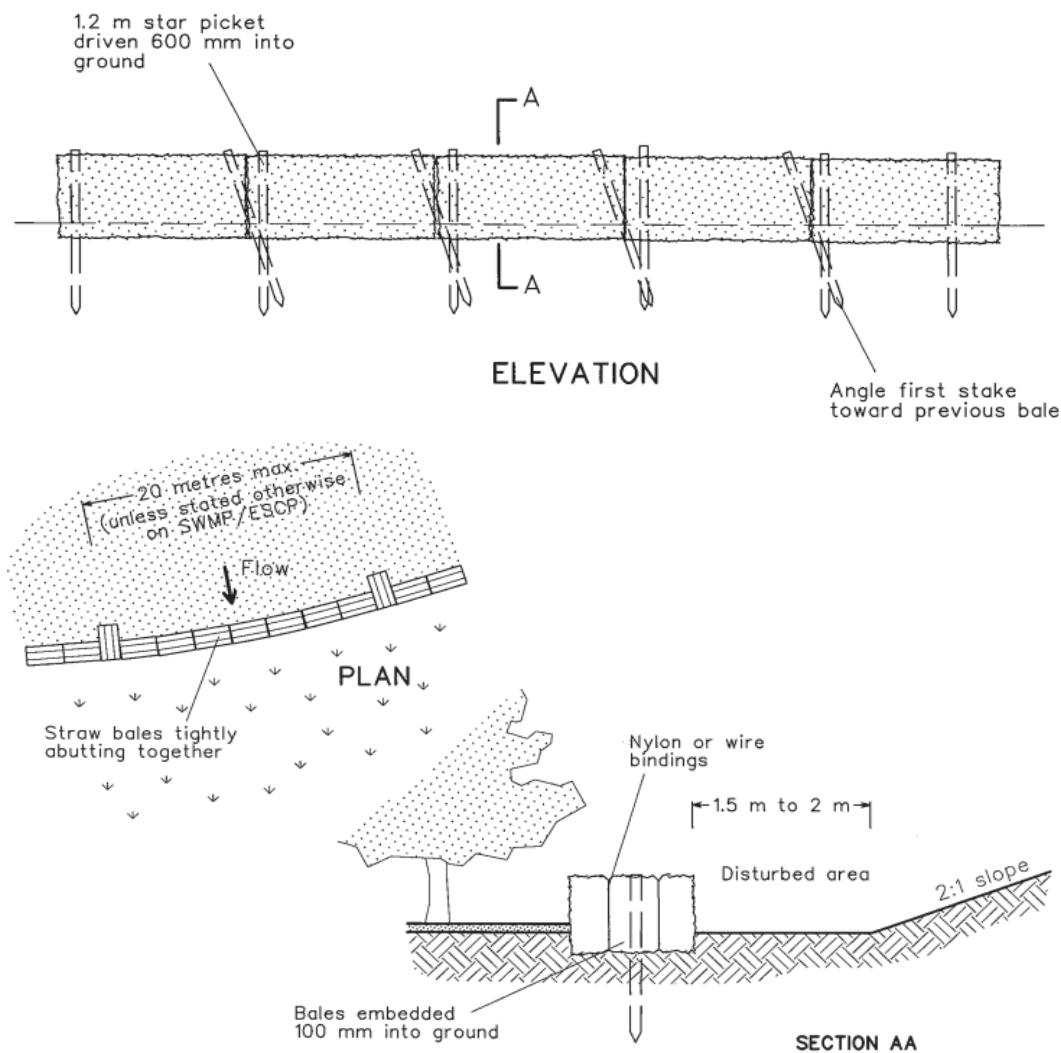 1.2 m star picket
driven 600 mm into
ground
A
A
ELEVATION
Angle first stake
toward previous bale
20 metres max.
(unless stated otherwise
on SWMP/ESCP)
Flow
PLAN
Straw bales tightly
abutting together
Nylon or wire
bindings
1.5 m to 2 m
Disturbed area
2:1 slope
Bales embedded
100 mm into ground
SECTION AA